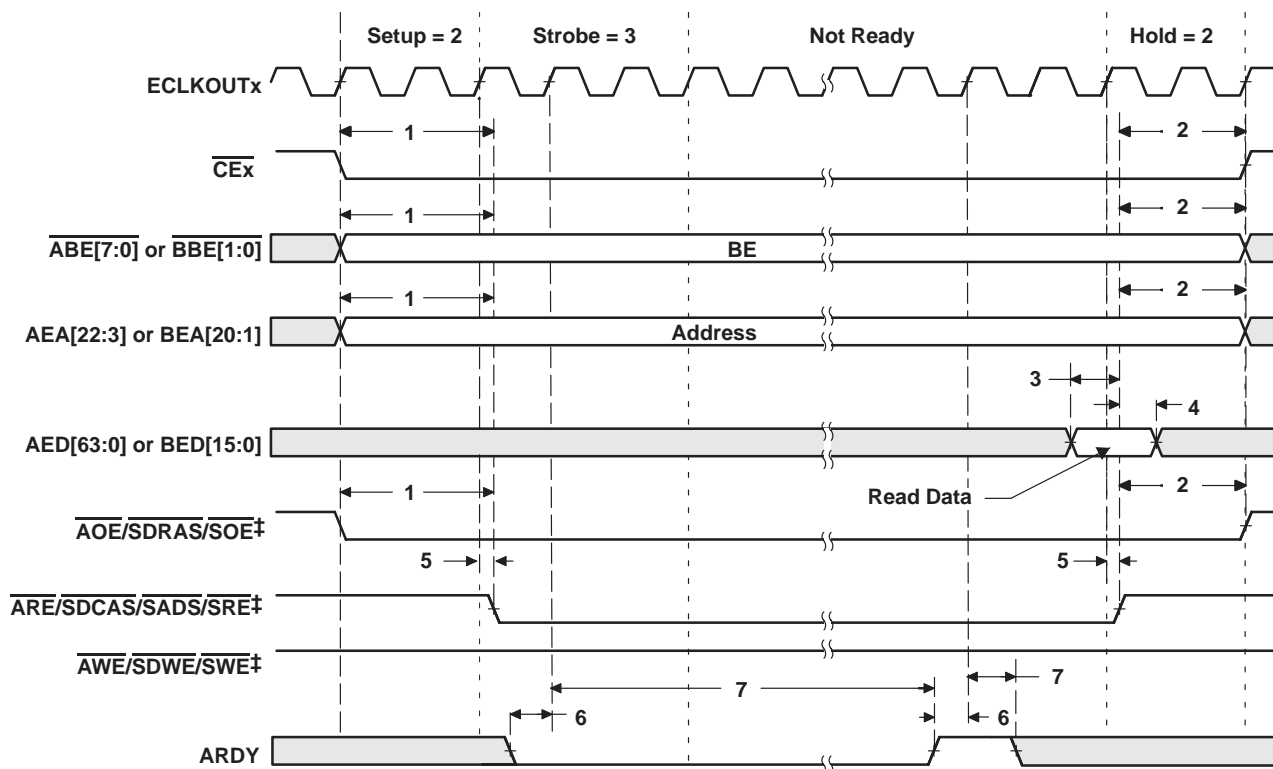 Setup = 2 Strobe = 3 Not Ready Hold = 2
ECLKOUTx
1 2
CEx
1 2
ABE[7:0] or BBE[1:0] BE
1 2
AEA[22:3] or BEA[20:1] Address
3
4
AED[63:0] or BED[15:0]
1 Read Data 2
AOE/SDRAS/SOE‡
5 5
ARE/SDCAS/SADS/SRE‡
AWE/SDWE/SWE‡
7 7
6 6
ARDY